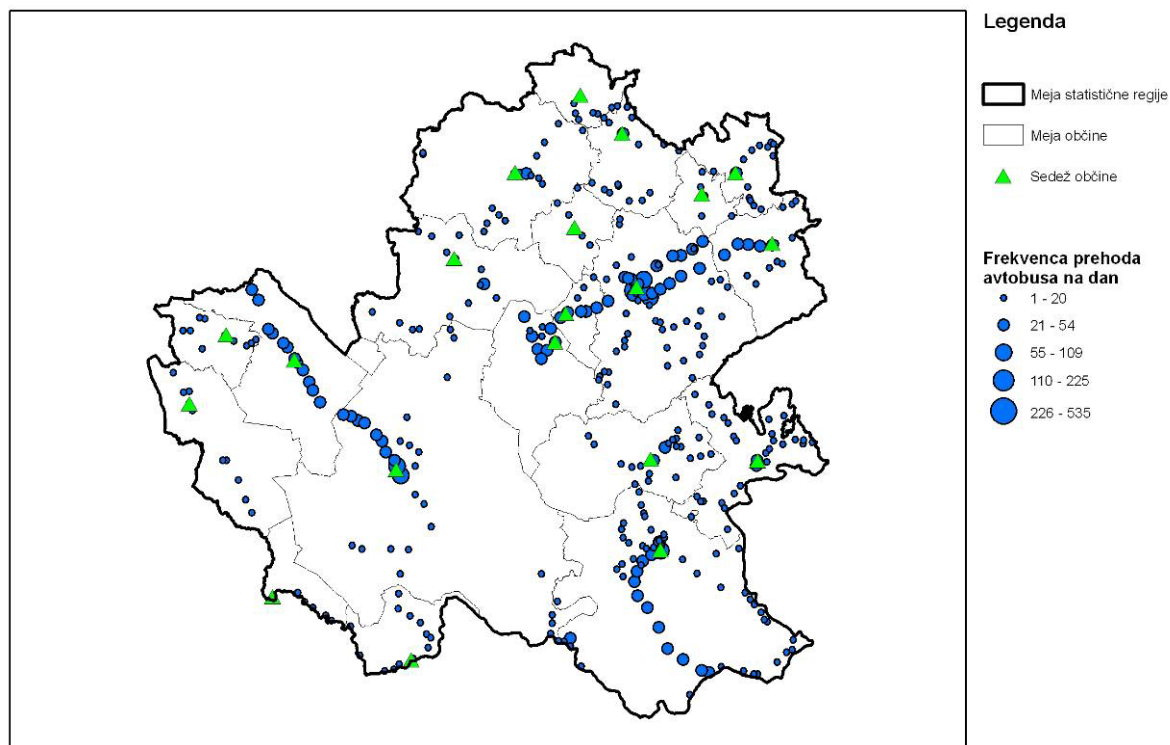 Legenda
Meja statistične regije
Meja občine
Sedež občine
Frekvenca prehoda
avtobusa na dan
1 - 20
21 - 54
55 - 109
110 - 225
226 - 535